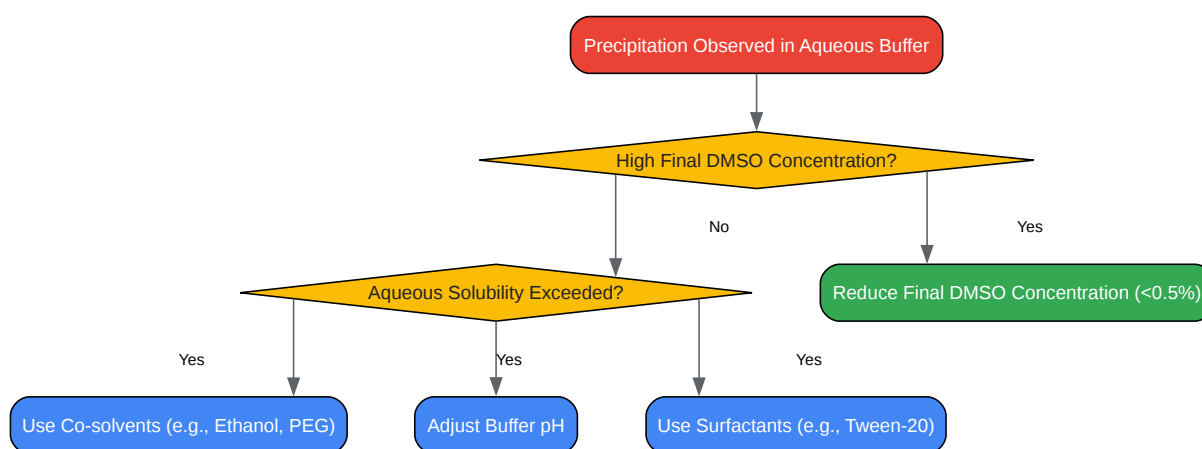 Precipitation Observed in Aqueous Buffer
High Final DMSO Concentration?
No
Yes
Aqueous Solubility Exceeded?
Reduce Final DMSO Concentration (<0.5%)
Yes
Yes
Yes
Use Co-solvents (e.g., Ethanol, PEG)
Adjust Buffer pH
Use Surfactants (e.g., Tween-20)